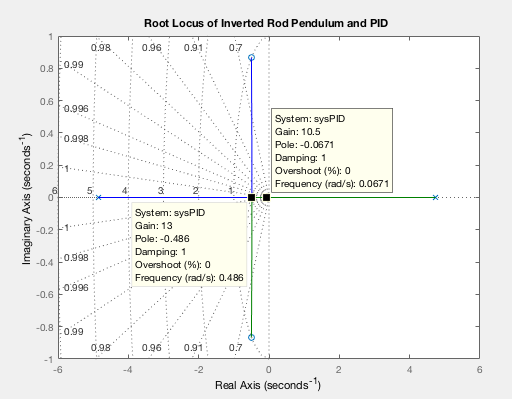 Root Locus of Inverted Rod Pendulum and PID
1
0.98 0.96 0.91 0.7
0.8
0.99
0.6
0.996
0.4
0.998
0.2
1
6 5 4 3 2 1
0
1
-0.2
0.998
-0.4
0.996
-0.6
0.99
-0.8
0.98 0.96 0.91 0.7
-1
-6 -4 -2 0 2 4 6
Imaginary Axis (seconds⁻¹)
Real Axis (seconds⁻¹)
System: sysPID
Gain: 10.5
Pole: -0.0671
Damping: 1
Overshoot (%): 0
Frequency (rad/s): 0.0671
System: sysPID
Gain: 13
Pole: -0.486
Damping: 1
Overshoot (%): 0
Frequency (rad/s): 0.486